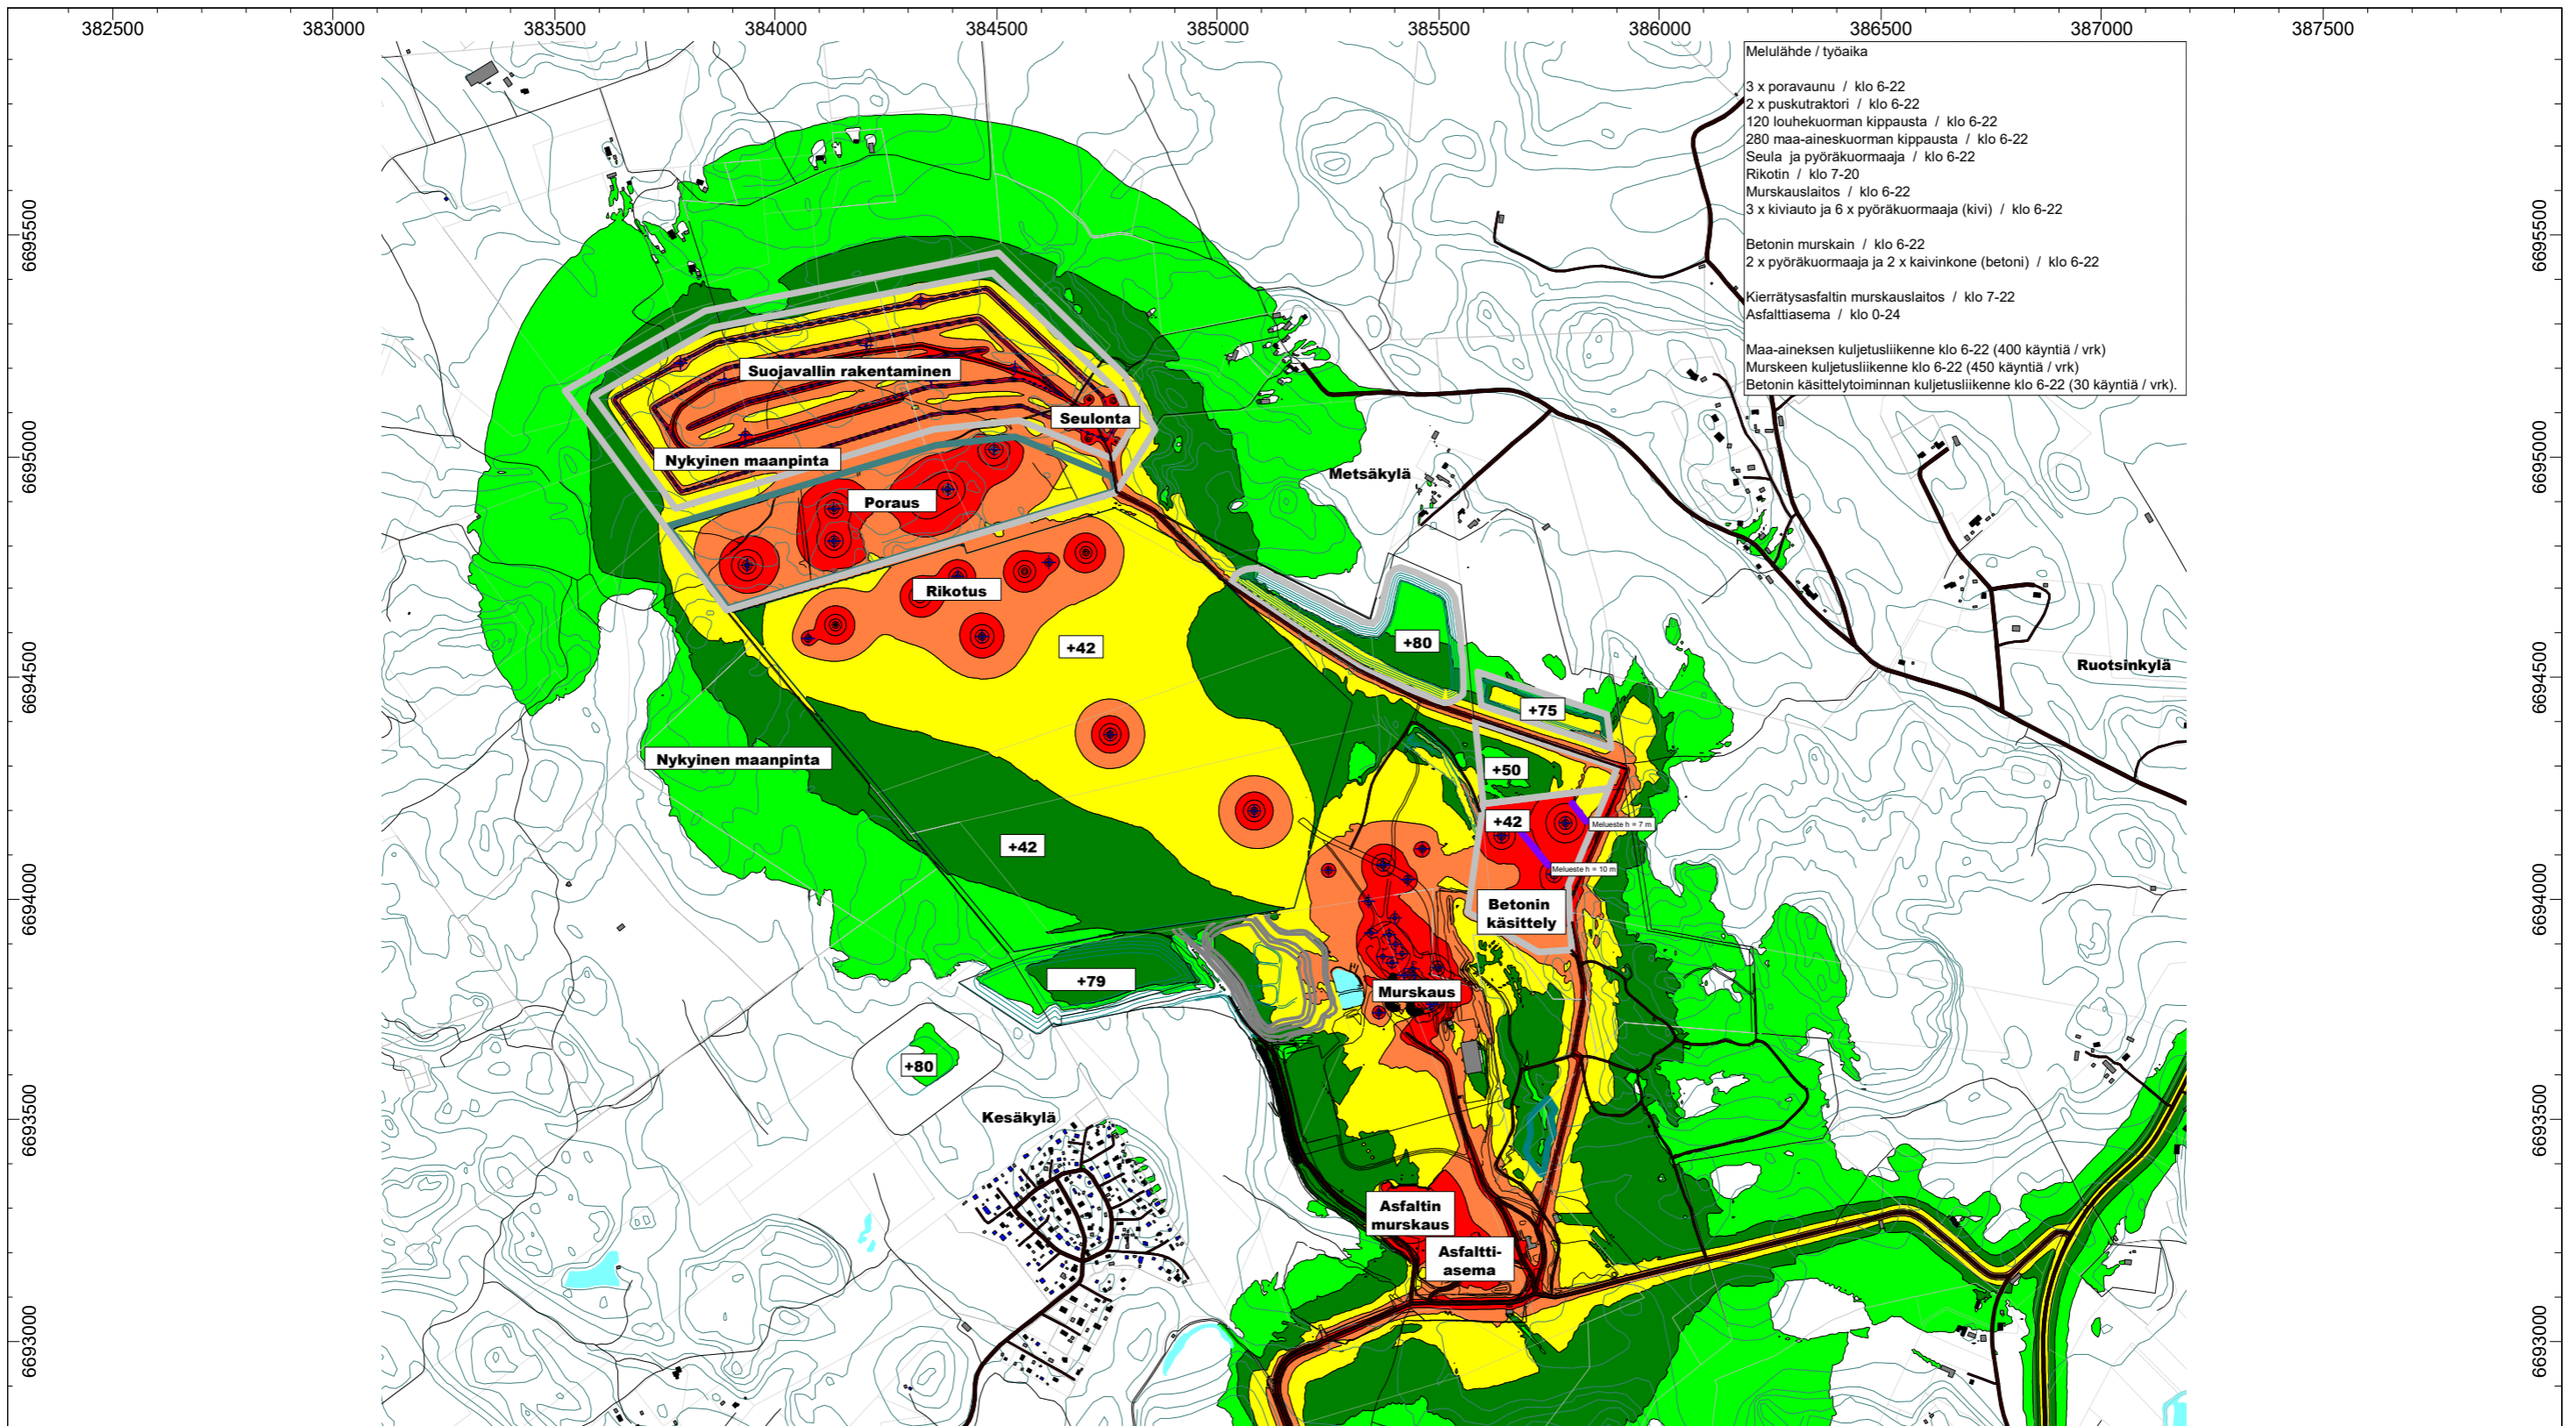 382500
383000
383500
384000
384500
385000
385500
386000
386500
387000
387500
Melulähde / työaika
3 x poravaunu / klo 6-22
2 x puskutraktori / klo 6-22
120 louhekuorman kippausta / klo 6-22
280 maa-aineskuorman kippausta / klo 6-22
Seula ja pyöräkuormaaja / klo 6-22
Rikotin / klo 7-20
Murskauslaitos / klo 6-22
3 x kiviauto ja 6 x pyöräkuormaaja (kivi) / klo 6-22
Betonin murskain / klo 6-22
2 x pyöräkuormaaja ja 2 x kaivinkone (betoni) / klo 6-22
Kierrätysasfaltin murskauslaitos / klo 7-22
Asfalttiasema / klo 0-24
Maa-aineksen kuljetusliikenne klo 6-22 (400 käyntiä / vrk)
Murskeen kuljetusliikenne klo 6-22 (450 käyntiä / vrk)
Betonin käsittelytoiminnan kuljetusliikenne klo 6-22 (30 käyntiä / vrk).
6695500
6695500
Suojavallin rakentaminen
Seulonta
6695000
Nykyinen maanpinta
Metsäkylä
6695000
Poraus
Rikotus
+42
+80
6694500
Ruotsinkylä
6694500
+75
Nykyinen maanpinta
+50
+42
Melueste h = 7 m
+42
Melueste h = 10 m
6694000
Betonin
käsittely
6694000
+79
Murskaus
+80
6693500
Kesäkylä
6693500
Asfaltin
murskaus
Asfaltti-
asema
6693000
6693000